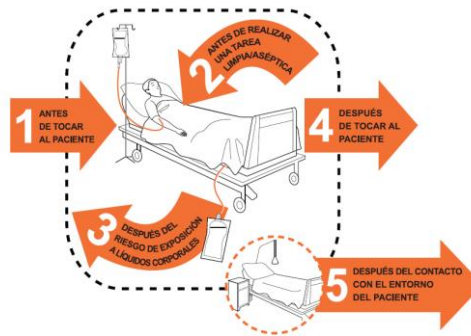 1 ANTES
DE TOCAR
AL PACIENTE
2 ANTES DE REALIZAR
UNA TAREA
LIMPIA/ASÉPTICA
3 DESPUÉS DEL
RIESGO DE EXPOSICIÓN
A LÍQUIDOS CORPORALES
4 DESPUÉS
DE TOCAR AL
PACIENTE
5 DESPUÉS DEL CONTACTO
CON EL ENTORNO
DEL PACIENTE